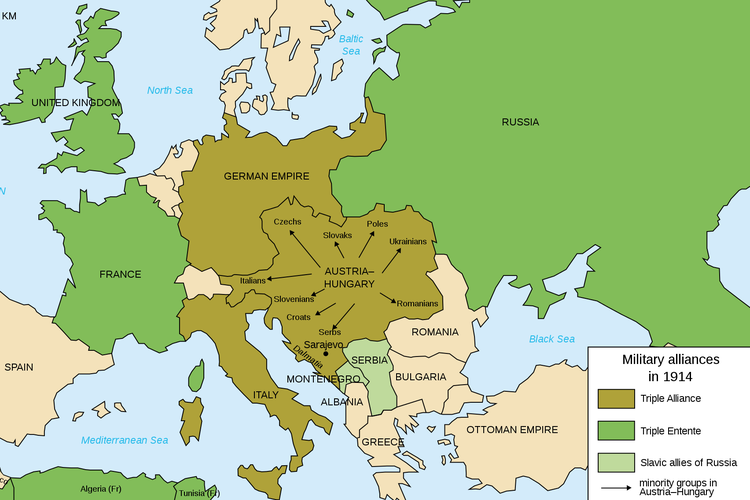 KM
Baltic
Sea
North Sea
UNITED KINGDOM
RUSSIA
GERMAN EMPIRE
N
Czechs
Poles
Slovaks
Ukrainians
FRANCE
AUSTRIA–
HUNGARY
Italians
Slovenians
Romanians
Croats
Serbs
ROMANIA
Black Sea
Sarajevo
Dalmatia
SERBIA
SPAIN
MONTENEGRO
BULGARIA
ITALY
ALBANIA
OTTOMAN EMPIRE
Mediterranean Sea
GREECE
Algeria (Fr)
Tunisia (Fr)
Military alliances
in 1914
Triple Alliance
Triple Entente
Slavic allies of Russia
minority groups in
Austria–Hungary